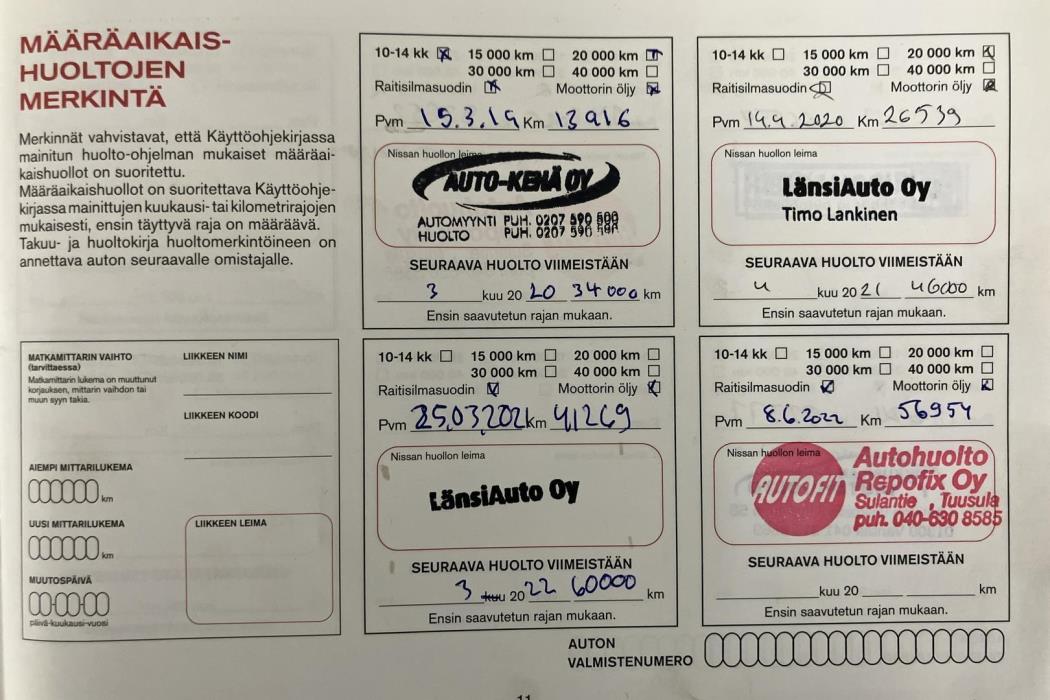 MÄÄRÄAIKAIS-
HUOLTOJEN
MERKINTÄ
Merkinnät vahvistavat, että Käyttöohjekirjassa
mainitun huolto-ohjelman mukaiset määräai-
kaishuollot on suoritettu.
Määräaikaishuollot on suoritettava Käyttöohje-
kirjassa mainittujen kuukausi- tai kilometrirajojen
mukaisesti, ensin täyttyvä raja on määräävä.
Takuu- ja huoltokirja huoltomerkintöineen on
annettava auton seuraavalle omistajalle.
10-14 kk 15 000 km 20 000 km
30 000 km 40 000 km
Raitisilmasuodin Moottorin öljy
Pvm 15.3.19 Km 13916
Nissan huollon leima
AUTO-KEHÄ OY
AUTOMYYNTI PUH. 0207 590
HUOLTO PUH. 0207 590
SEURAAVA HUOLTO VIIMEISTÄÄN
3 kuu 20 20 34000 km
Ensin saavutetun rajan mukaan.
10-14 kk 15 000 km 20 000 km
30 000 km 40 000 km
Raitisilmasuodin Moottorin öljy
Pvm 14.4.2020 Km 26539
Nissan huollon leima
LänsiAuto Oy
Timo Lankinen
SEURAAVA HUOLTO VIIMEISTÄÄN
4 kuu 20 21 46000 km
Ensin saavutetun rajan mukaan.
MATKAMITTARIN VAIHTO
(tarvittaessa)
Matkamittarin lukema on muuttunut
korjauksen, mittarin vaihdon tai
muun syyn takia.
LIIKKEEN NIMI
LIIKKEEN KOODI
AIEMPI MITTARILUKEMA
km
UUSI MITTARILUKEMA
km
LIIKKEEN LEIMA
MUUTOSPÄIVÄ
päivä-kuukausi-vuosi
10-14 kk 15 000 km 20 000 km
30 000 km 40 000 km
Raitisilmasuodin Moottorin öljy
Pvm 25.03.2021 Km 41269
Nissan huollon leima
LänsiAuto Oy
SEURAAVA HUOLTO VIIMEISTÄÄN
3 kuu 20 22 60000 km
Ensin saavutetun rajan mukaan.
10-14 kk 15 000 km 20 000 km
30 000 km 40 000 km
Raitisilmasuodin Moottorin öljy
Pvm 8.6.2022 Km 56954
Nissan huollon leima
AUTOFIT
Autohuolto
Repofix Oy
Sulantie , Tuusula
puh. 040-630 8585
SEURAAVA HUOLTO VIIMEISTÄÄN
kuu 20 km
Ensin saavutetun rajan mukaan.
AUTON
VALMISTENUMERO
11